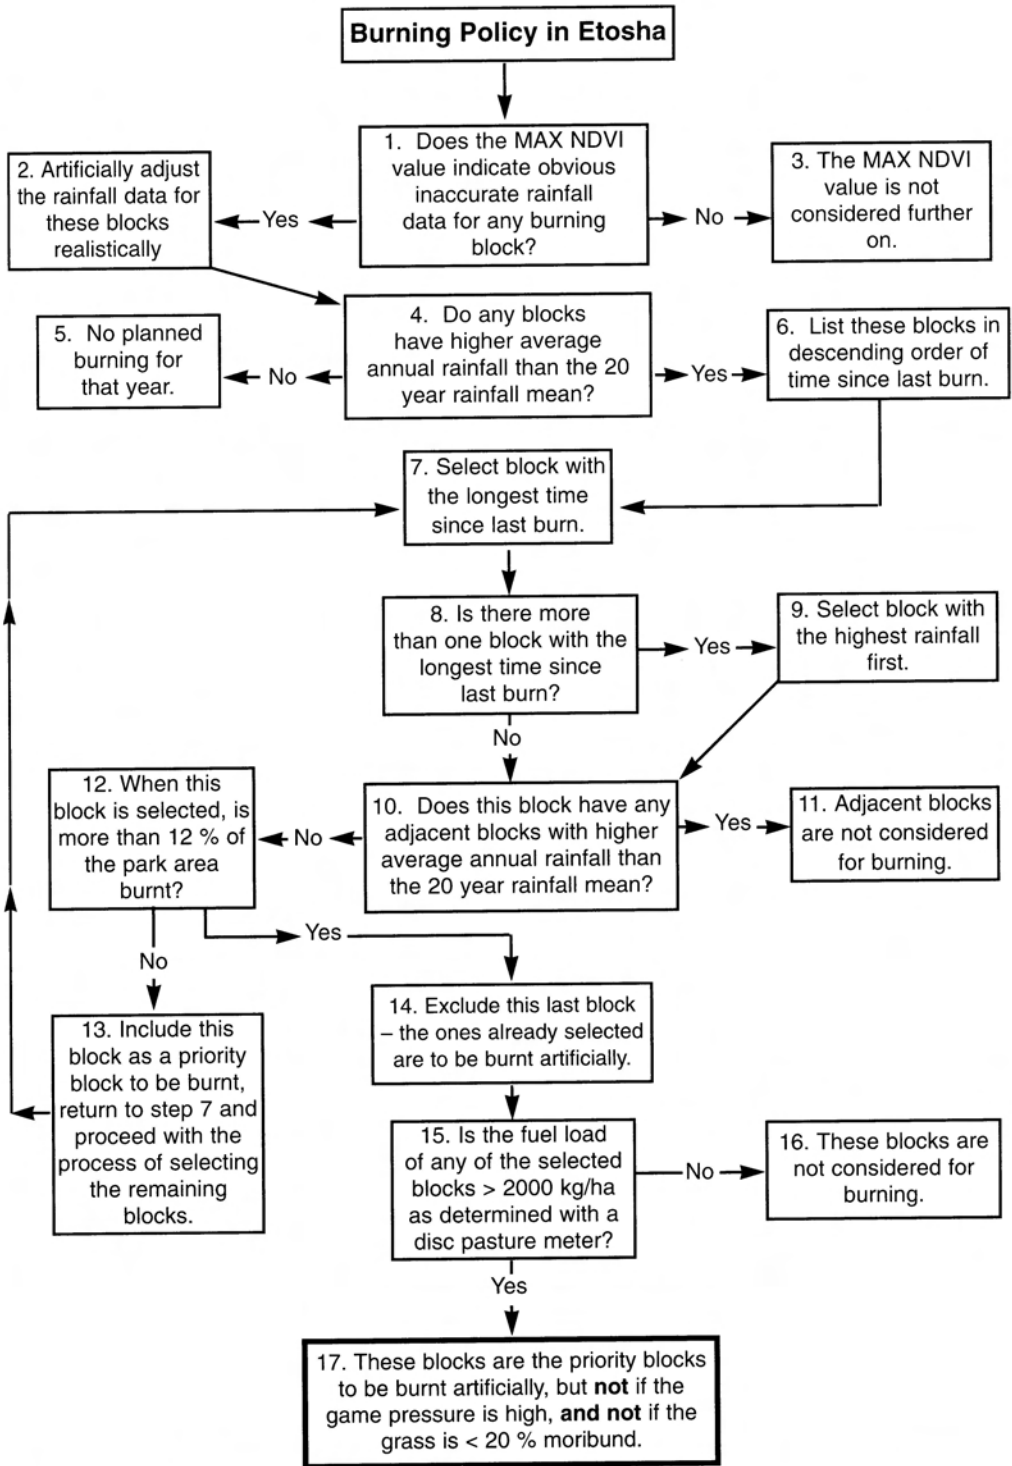 Burning Policy in Etosha
1. Does the MAX NDVI
value indicate obvious
inaccurate rainfall
data for any burning
block?
2. Artificially adjust
the rainfall data for
these blocks
realistically
Yes
No
3. The MAX NDVI
value is not
considered further
on.
4. Do any blocks
have higher average
annual rainfall than the 20
year rainfall mean?
5. No planned
burning for
that year.
No
Yes
6. List these blocks in
descending order of
time since last burn.
7. Select block with
the longest time
since last burn.
8. Is there more
than one block with the
longest time since
last burn?
Yes
9. Select block with
the highest rainfall
first.
No
10. Does this block have any
adjacent blocks with higher
average annual rainfall than
the 20 year rainfall mean?
Yes
11. Adjacent blocks
are not considered
for burning.
No
12. When this
block is selected, is
more than 12 % of
the park area
burnt?
Yes
No
13. Include this
block as a priority
block to be burnt,
return to step 7 and
proceed with the
process of selecting
the remaining
blocks.
14. Exclude this last block
– the ones already selected
are to be burnt artificially.
15. Is the fuel load
of any of the selected
blocks > 2000 kg/ha
as determined with a
disc pasture meter?
No
16. These blocks are
not considered for
burning.
Yes
17. These blocks are the priority blocks
to be burnt artificially, but not if the
game pressure is high, and not if the
grass is < 20 % moribund.